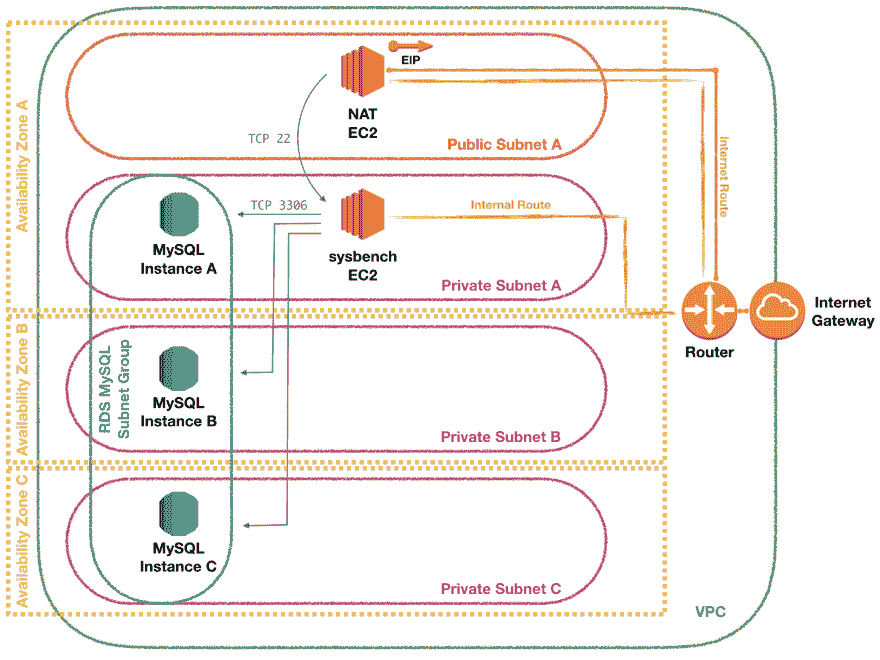 Availability Zone A
EIP
NAT
EC2
TCP 22
Public Subnet A
Internet Route
TCP 3306
Internal Route
MySQL
Instance A
sysbench
EC2
Private Subnet A
Internet
Gateway
Router
Availability Zone B
RDS MySQL
Subnet Group
MySQL
Instance B
Private Subnet B
Availability Zone C
MySQL
Instance C
Private Subnet C
VPC